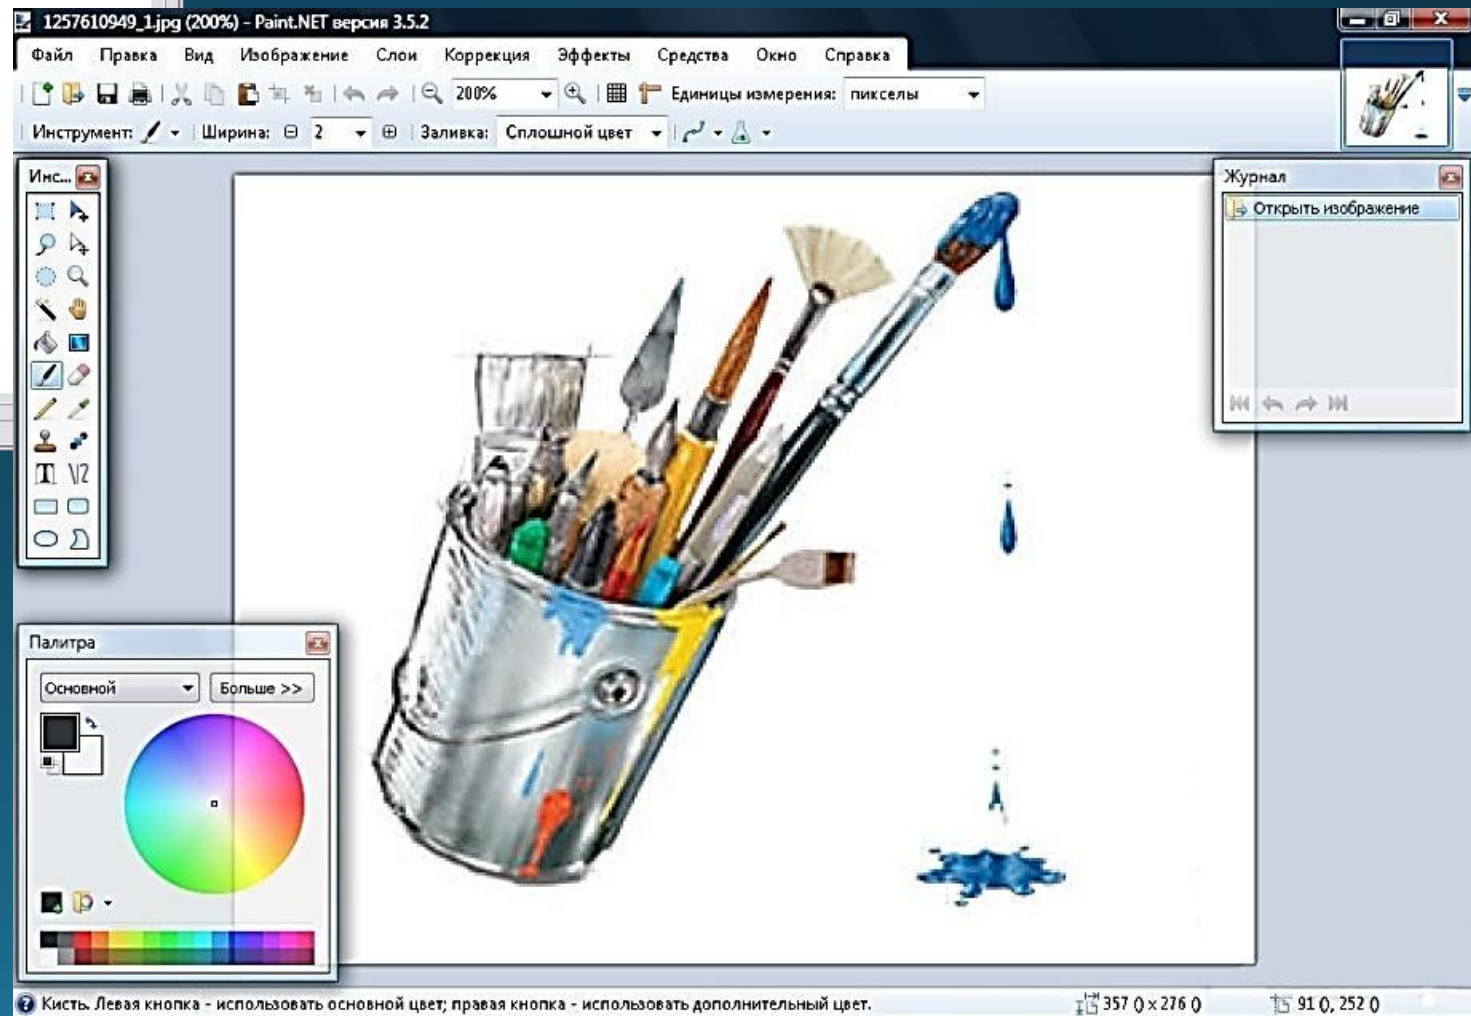 1257610949_1.jpg (200%) - Paint.NET версия 3.5.2
Файл Правка Вид Изображение Слои Коррекция Эффекты Средства Окно Справка
200% Единицы измерения: пикселы
Инструмент: Ширина: 2 Заливка: Сплошной цвет
Инс...
Журнал
Открыть изображение
Палитра
Основной Больше >>
Кисть. Левая кнопка - использовать основной цвет; правая кнопка - использовать дополнительный цвет. 357 () x 276 () 91 (), 252 ()